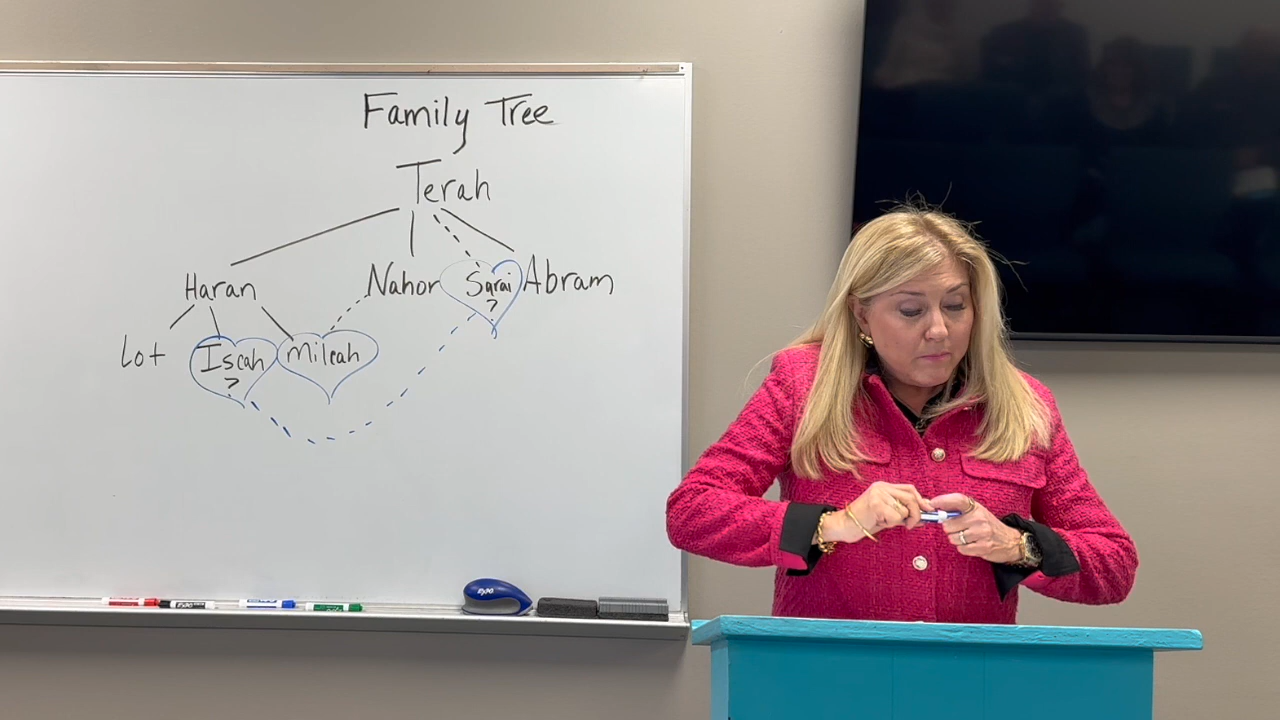 Family Tree
Terah
Haran Nahor Sarai Abram
?
Lot Iscah Milcah
?
EXPO